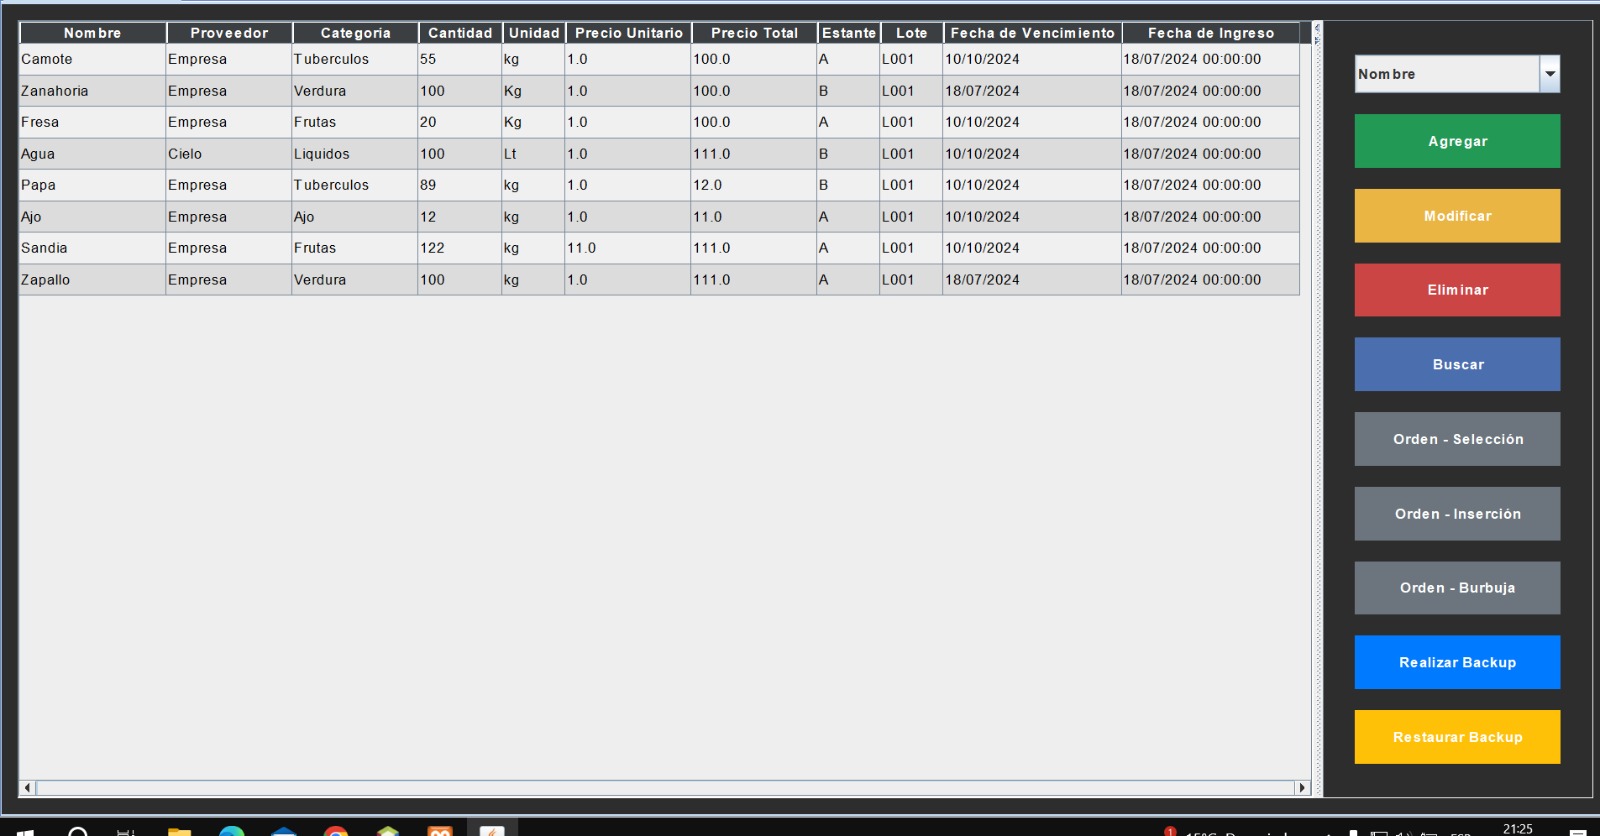 Nombre Proveedor Categoría Cantidad Unidad Precio Unitario Precio Total Estante Lote Fecha de Vencimiento Fecha de Ingreso
Camote Empresa Tuberculos 55 kg 1.0 100.0 A L001 10/10/2024 18/07/2024 00:00:00
Zanahoria Empresa Verdura 100 Kg 1.0 100.0 B L001 18/07/2024 18/07/2024 00:00:00
Fresa Empresa Frutas 20 Kg 1.0 100.0 A L001 10/10/2024 18/07/2024 00:00:00
Agua Cielo Liquidos 100 Lt 1.0 111.0 B L001 10/10/2024 18/07/2024 00:00:00
Papa Empresa Tuberculos 89 kg 1.0 12.0 B L001 10/10/2024 18/07/2024 00:00:00
Ajo Empresa Ajo 12 kg 1.0 11.0 A L001 10/10/2024 18/07/2024 00:00:00
Sandia Empresa Frutas 122 kg 11.0 111.0 A L001 10/10/2024 18/07/2024 00:00:00
Zapallo Empresa Verdura 100 kg 1.0 111.0 A L001 18/07/2024 18/07/2024 00:00:00
Nombre
Agregar
Modificar
Eliminar
Buscar
Orden - Selección
Orden - Inserción
Orden - Burbuja
Realizar Backup
Restaurar Backup
1
21:25